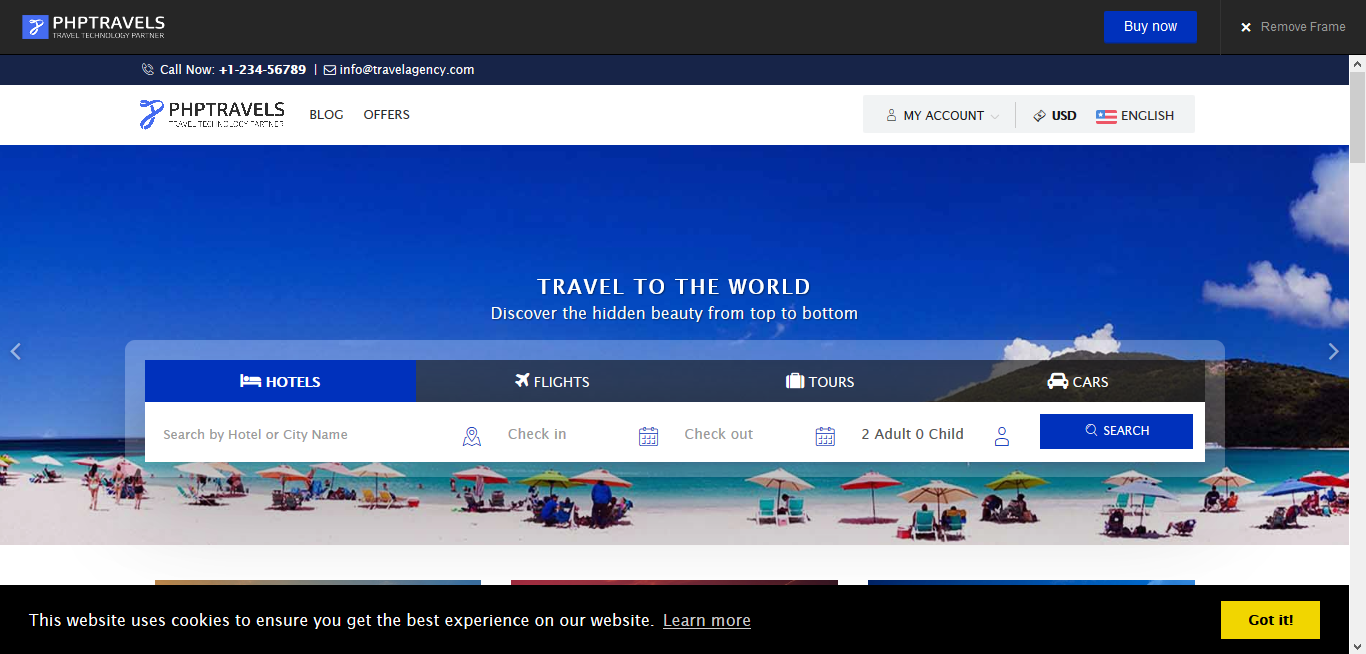 PHPTRAVELS
TRAVEL TECHNOLOGY PARTNER
Buy now
Remove Frame
Call Now: +1-234-56789 | info@travelagency.com
PHPTRAVELS
TRAVEL TECHNOLOGY PARTNER
BLOG OFFERS
MY ACCOUNT USD ENGLISH
TRAVEL TO THE WORLD
Discover the hidden beauty from top to bottom
HOTELS FLIGHTS TOURS CARS
Search by Hotel or City Name Check in Check out 2 Adult 0 Child SEARCH
This website uses cookies to ensure you get the best experience on our website. Learn more
Got it!